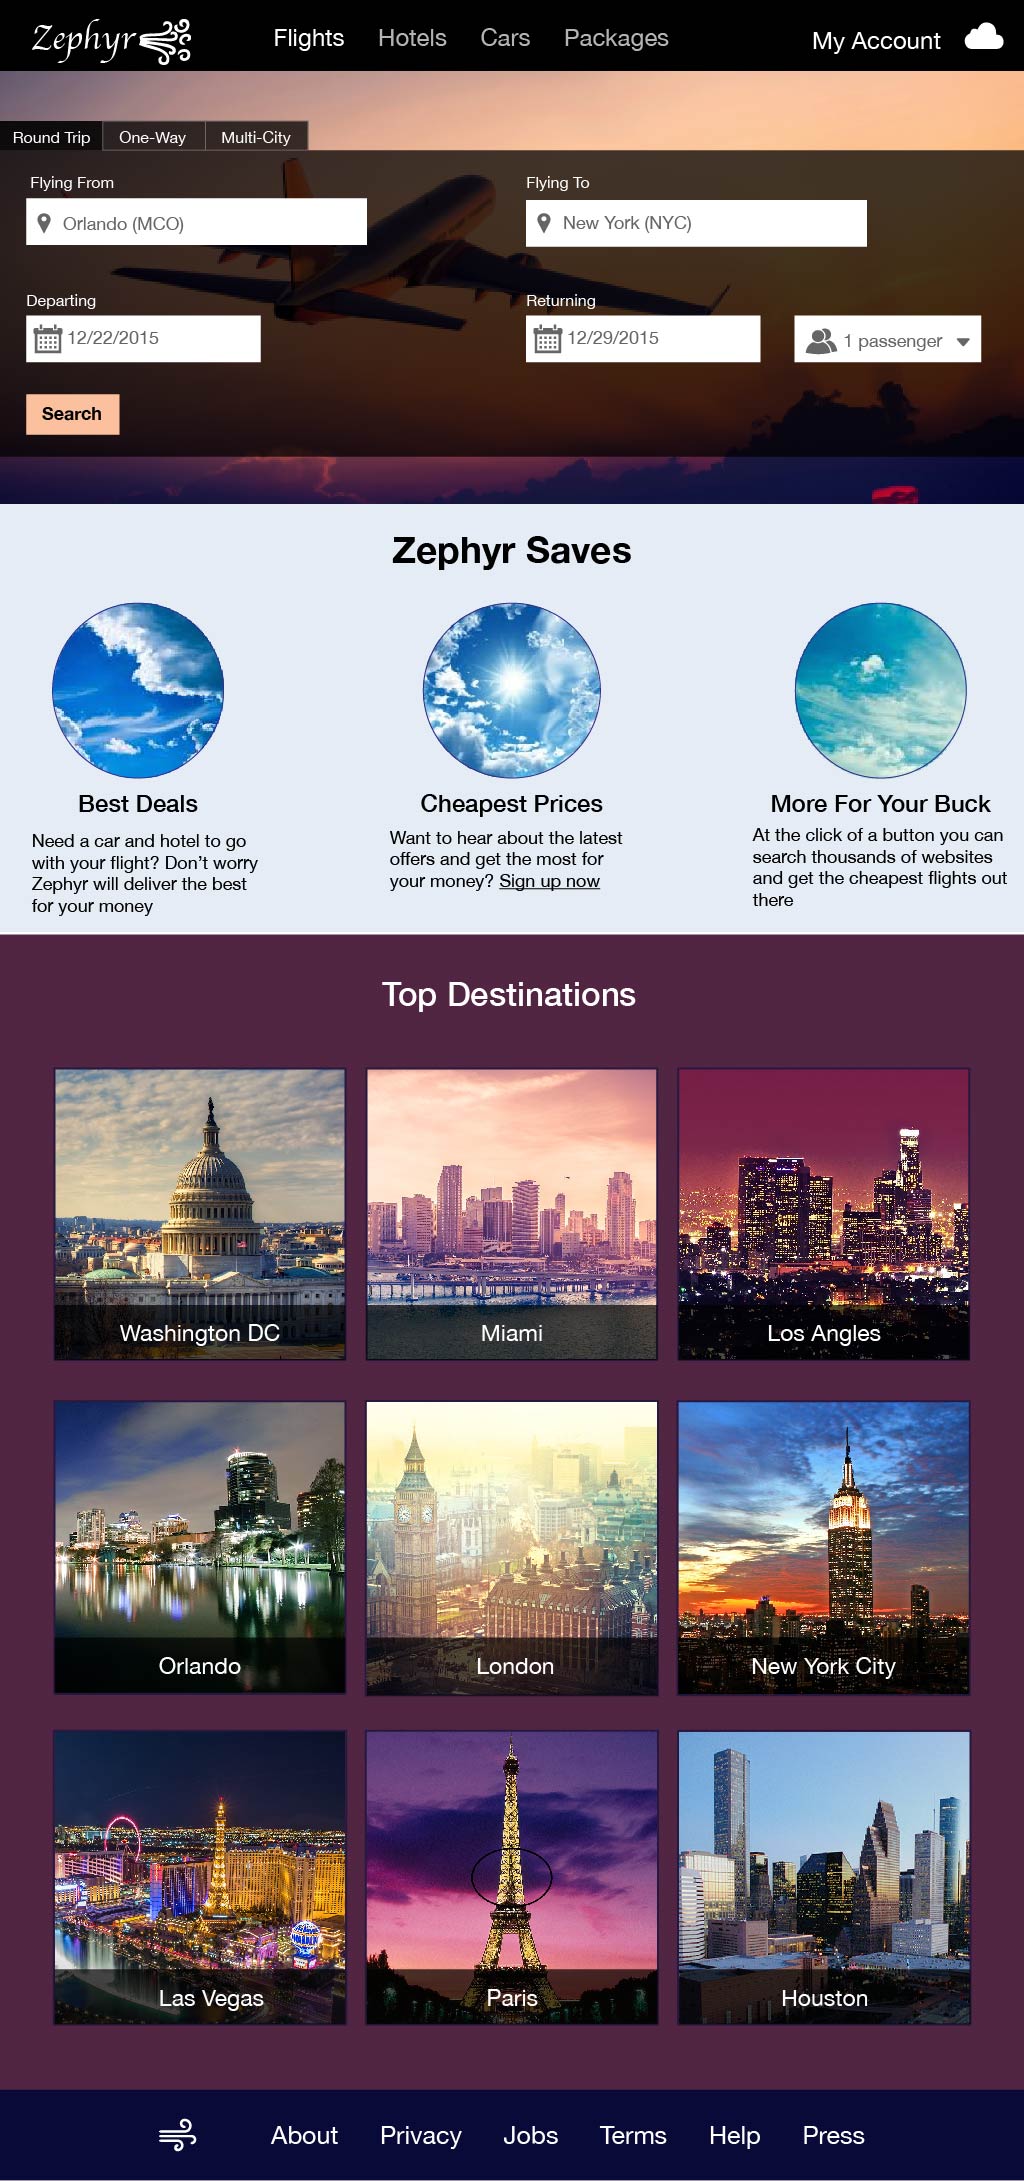 Zephyr
Flights Hotels Cars Packages
My Account
Round Trip One-Way Multi-City
Flying From
Orlando (MCO)
Flying To
New York (NYC)
Departing
12/22/2015
Returning
12/29/2015
1 passenger
Search
Zephyr Saves
Best Deals
Need a car and hotel to go
with your flight? Don't worry
Zephyr will deliver the best
for your money
Cheapest Prices
Want to hear about the latest
offers and get the most for
your money? Sign up now
More For Your Buck
At the click of a button you can
search thousands of websites
and get the cheapest flights out
there
Top Destinations
Washington DC
Miami
Los Angles
Orlando
London
New York City
Las Vegas
Paris
Houston
About Privacy Jobs Terms Help Press